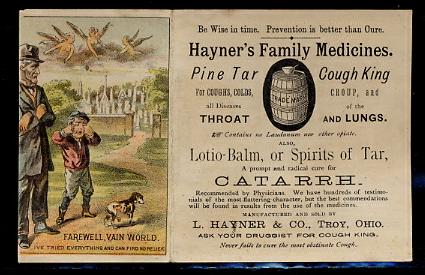 FAREWELL, VAIN WORLD.
I'VE TRIED EVERYTHING AND CAN FIND NO RELIEF.
Be Wise in time. Prevention is better than Cure.
Hayner's Family Medicines.
Pine Tar Cough King
For COUGHS, COLDS, CROUP, and
all Diseases of the
TRADE MARK
THROAT AND LUNGS.
☞ Contains no Laudanum nor other opiate.
ALSO,
Lotio-Balm, or Spirits of Tar,
A prompt and radical cure for
CATARRH.
Recommended by Physicians. We have hundreds of testimo-
nials of the most flattering character, but the best commendations
will be found in results from the use of the medicines.
MANUFACTURED AND SOLD BY
L. HAYNER & CO., TROY, OHIO.
ASK YOUR DRUGGIST FOR COUGH KING.
Never fails to cure the most obstinate Cough.